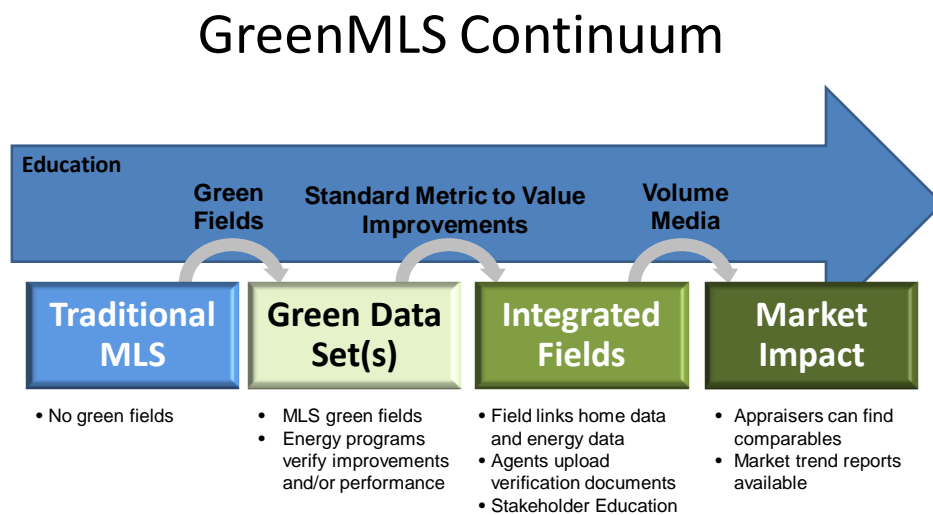 GreenMLS Continuum
Education
Green
Fields
Standard Metric to Value
Improvements
Volume
Media
Traditional
MLS
Green Data
Set(s)
Integrated
Fields
Market
Impact
• No green fields
• MLS green fields
• Energy programs
verify improvements
and/or performance
• Field links home data
and energy data
• Agents upload
verification documents
• Stakeholder Education
• Appraisers can find
comparables
• Market trend reports
available